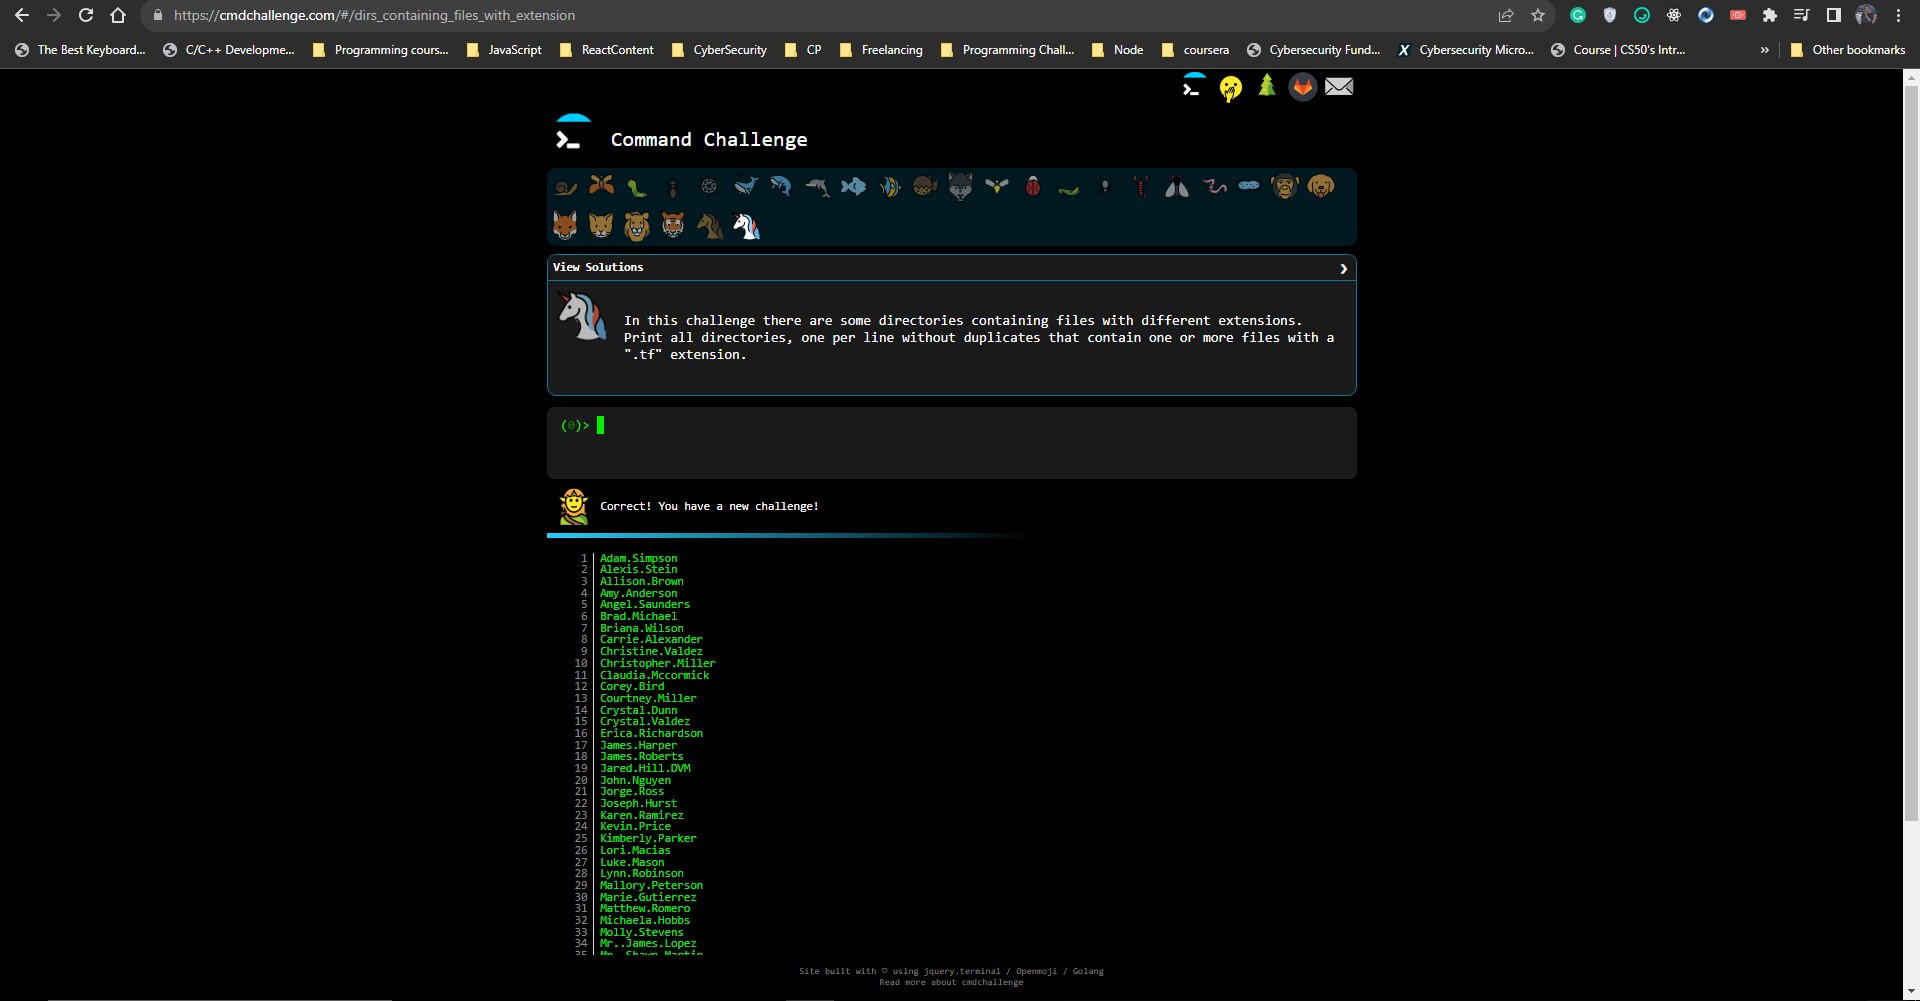 https://cmdchallenge.com/#/dirs_containing_files_with_extension
The Best Keyboard... C/C++ Developme... Programming cours... JavaScript ReactContent CyberSecurity CP Freelancing Programming Chall... Node coursera Cybersecurity Fund... Cybersecurity Micro... Course | CS50's Intr... » Other bookmarks
Command Challenge
View Solutions
In this challenge there are some directories containing files with different extensions.
Print all directories, one per line without duplicates that contain one or more files with a
".tf" extension.
(0)>
Correct! You have a new challenge!
1 Adam.Simpson
2 Alexis.Stein
3 Allison.Brown
4 Amy.Anderson
5 Angel.Saunders
6 Brad.Michael
7 Briana.Wilson
8 Carrie.Alexander
9 Christine.Valdez
10 Christopher.Miller
11 Claudia.Mccormick
12 Corey.Bird
13 Courtney.Miller
14 Crystal.Dunn
15 Crystal.Valdez
16 Erica.Richardson
17 James.Harper
18 James.Roberts
19 Jared.Hill.DVM
20 John.Nguyen
21 Jorge.Ross
22 Joseph.Hurst
23 Karen.Ramirez
24 Kevin.Price
25 Kimberly.Parker
26 Lori.Macias
27 Luke.Mason
28 Lynn.Robinson
29 Mallory.Peterson
30 Marie.Gutierrez
31 Matthew.Romero
32 Michaela.Hobbs
33 Molly.Stevens
34 Mr..James.Lopez
35 Mr..Shawn.Martin
Site built with ♡ using jquery.terminal / Openmoji / Golang
Read more about cmdchallenge